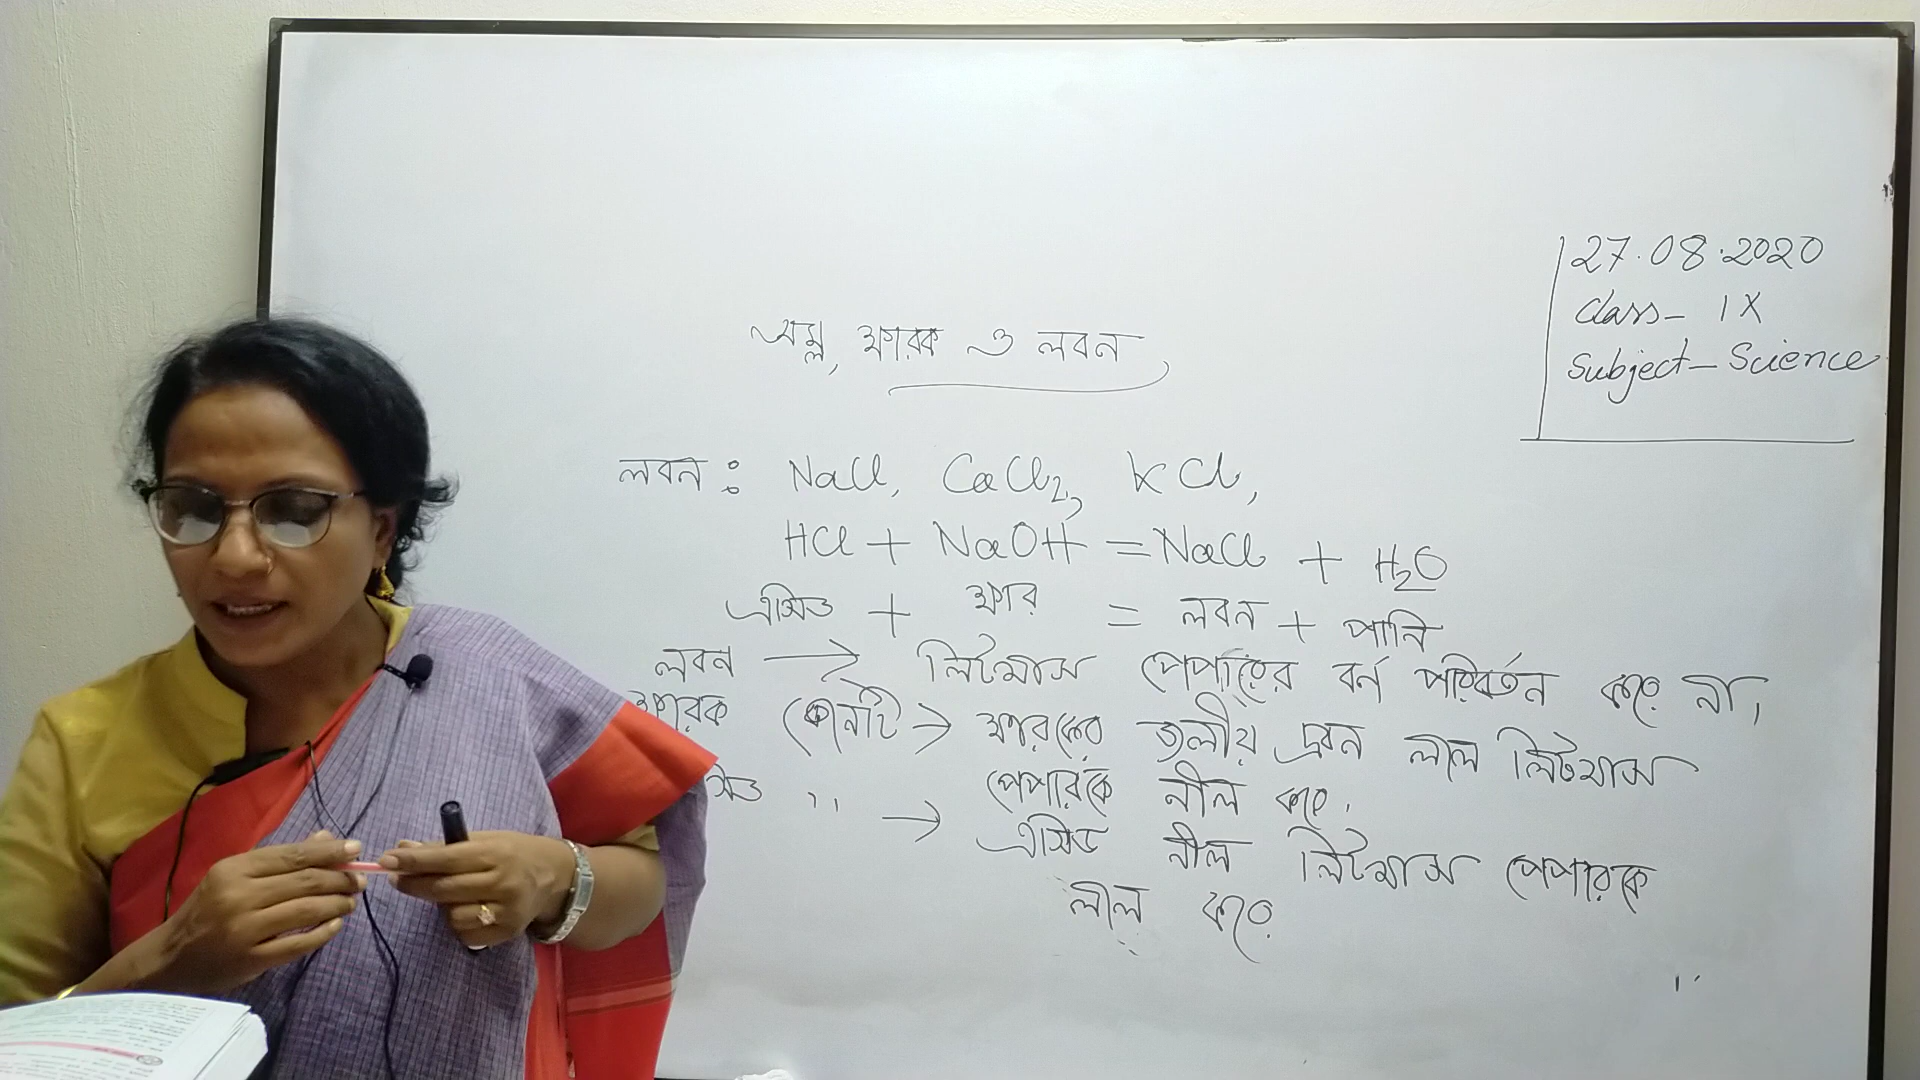 27.08.2020
Class- IX
Subject- Science
অম্ল, ক্ষারক ও লবন
লবন : NaCl, CaCl2, KCl,
HCl + NaOH = NaCl + H2O
এসিড + ক্ষার = লবন + পানি
লবন → লিটমাস পেপারের বর্ন পরিবর্তন করে না,
ক্ষারক কোনটি → ক্ষারকের জলীয় দ্রবন লাল লিটমাস
পেপারকে নীল করে,
সিড ,, → এসিড নীল লিটমাস পেপারকে
লাল করে